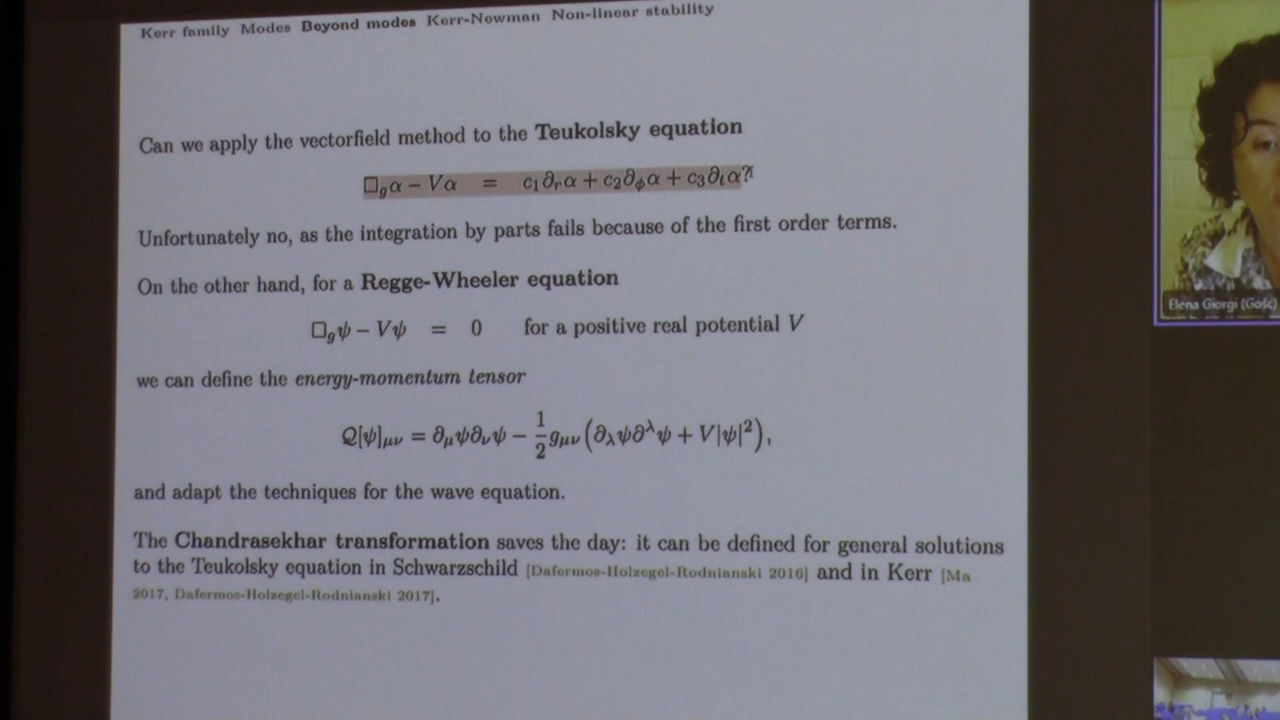 Kerr family Modes Beyond modes Kerr-Newman Non-linear stability
Can we apply the vectorfield method to the Teukolsky equation
□_gα − Vα = c₁∂_rα + c₂∂_ϕα + c₃∂_tα?
Unfortunately no, as the integration by parts fails because of the first order terms.
On the other hand, for a Regge-Wheeler equation
□_gψ − Vψ = 0 for a positive real potential V
we can define the energy-momentum tensor
Q[ψ]_μν = ∂_μψ∂_νψ − 1/2 g_μν(∂_λψ∂^λψ + V|ψ|²),
and adapt the techniques for the wave equation.
The Chandrasekhar transformation saves the day: it can be defined for general solutions
to the Teukolsky equation in Schwarzschild [Dafermos-Holzegel-Rodnianski 2016] and in Kerr [Ma
2017, Dafermos-Holzegel-Rodnianski 2017].
Elena Giorgi (Gość)